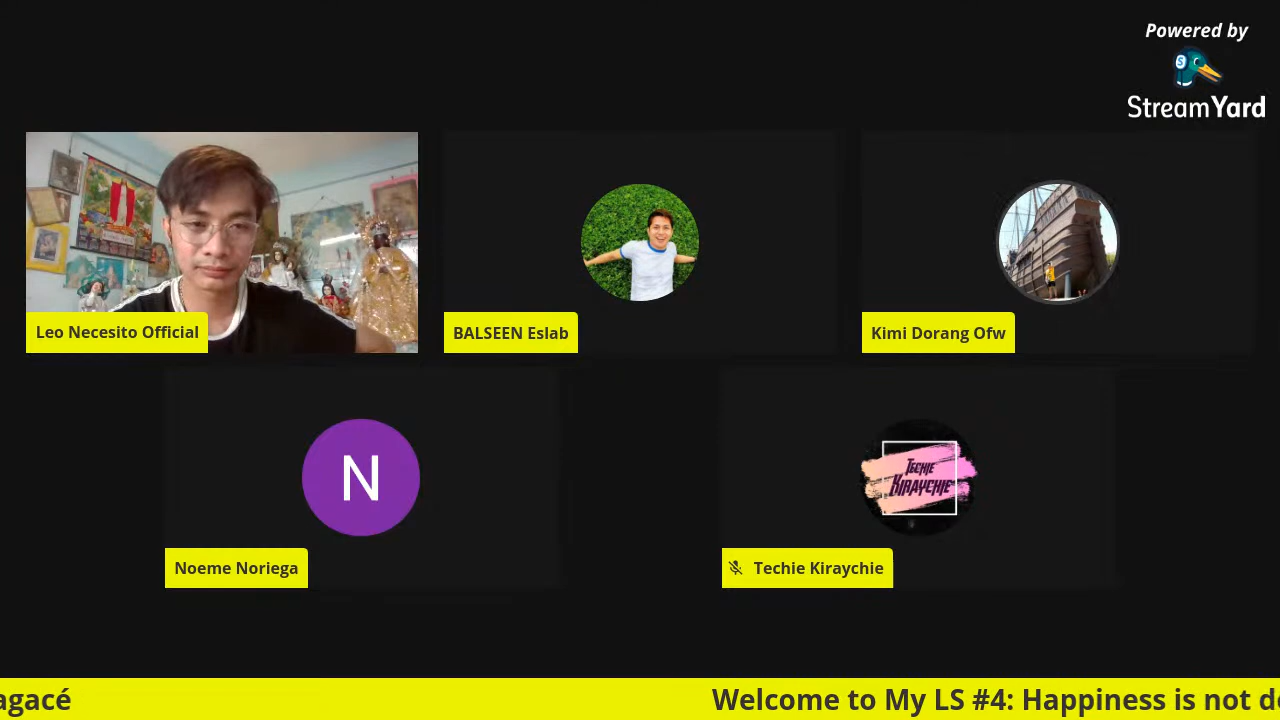 Powered by
StreamYard
Leo Necesito Official
BALSEEN Eslab
Kimi Dorang Ofw
N
Noeme Noriega
Techie
Kiraychie
Techie Kiraychie
agacé
Welcome to My LS #4: Happiness is not de